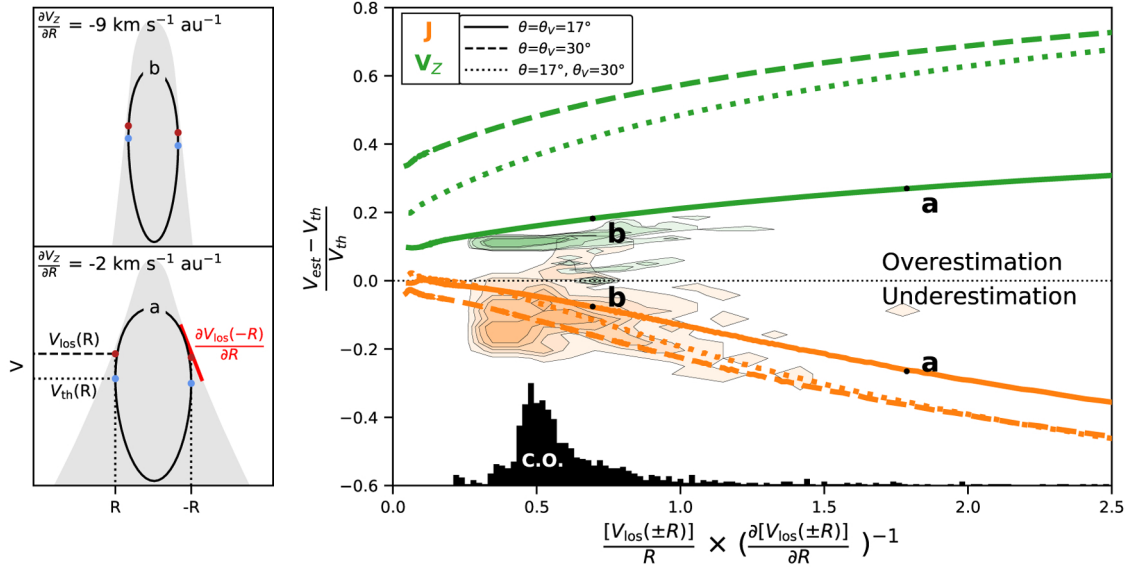 ∂V_Z/∂R = -9 km s⁻¹ au⁻¹
b
∂V_Z/∂R = -2 km s⁻¹ au⁻¹
a
V_los(R)
∂V_los(−R)/∂R
V_th(R)
V
R
-R
J
V_Z
θ=θ_V=17°
θ=θ_V=30°
θ=17°, θ_V=30°
0.8
0.6
0.4
0.2
0.0
−0.2
−0.4
−0.6
(V_est − V_th)/V_th
a
b
Overestimation
Underestimation
b
a
c.o.
0.0 0.5 1.0 1.5 2.0 2.5
[V_los(±R)]/R × (∂[V_los(±R)]/∂R)⁻¹